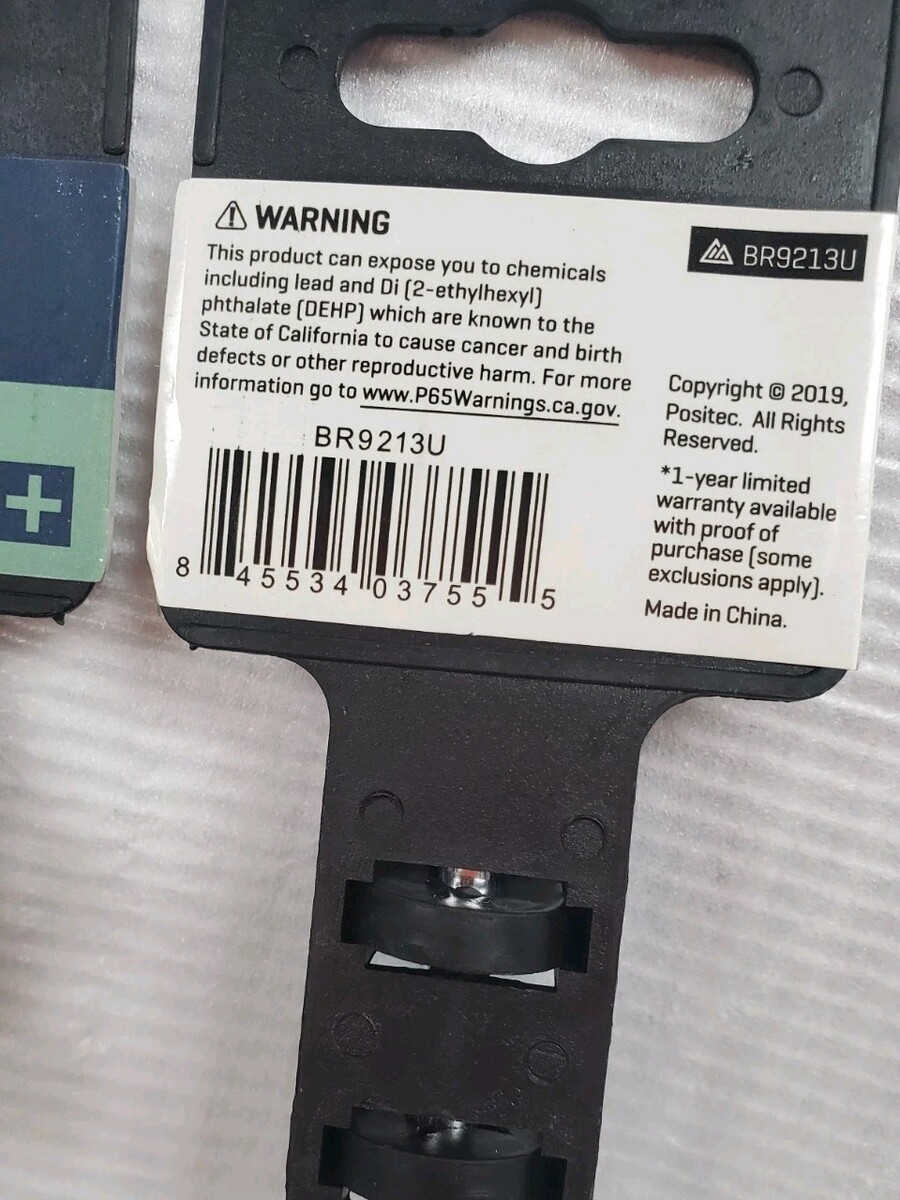 ⚠ WARNING
This product can expose you to chemicals
including lead and Di (2-ethylhexyl)
phthalate (DEHP) which are known to the
State of California to cause cancer and birth
defects or other reproductive harm. For more
information go to www.P65Warnings.ca.gov.
BR9213U
8 45534 03755 5
BR9213U
Copyright © 2019,
Positec. All Rights
Reserved.
*1-year limited
warranty available
with proof of
purchase (some
exclusions apply).
Made in China.
+